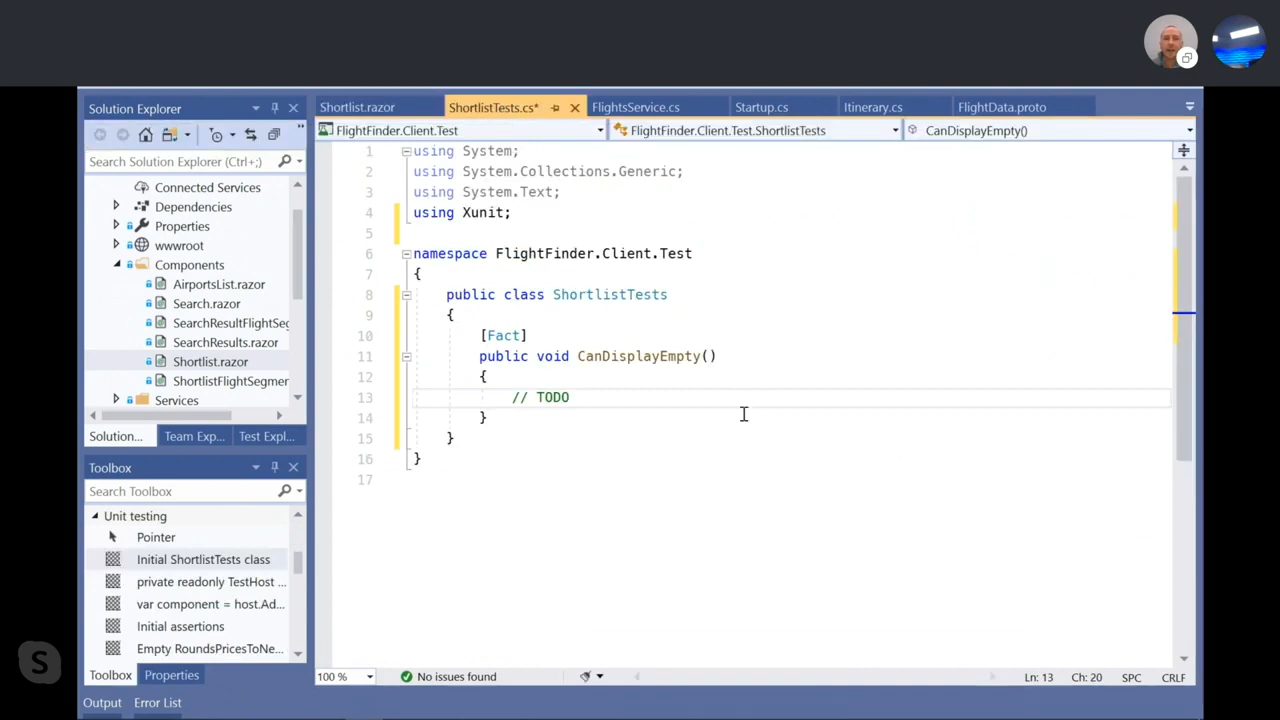 Solution Explorer
Search Solution Explorer (Ctrl+;)
Connected Services
Dependencies
Properties
wwwroot
Components
AirportsList.razor
Search.razor
SearchResultFlightSeg
SearchResults.razor
Shortlist.razor
ShortlistFlightSegmen
Services
Solution...
Team Exp...
Test Expl...
Toolbox
Search Toolbox
Unit testing
Pointer
Initial ShortlistTests class
private readonly TestHost ...
var component = host.Ad...
Initial assertions
Empty RoundsPricesToNe...
Toolbox
Properties
Output
Error List
Shortlist.razor
ShortlistTests.cs*
FlightsService.cs
Startup.cs
Itinerary.cs
FlightData.proto
FlightFinder.Client.Test
FlightFinder.Client.Test.ShortlistTests
CanDisplayEmpty()
1 using System;
2 using System.Collections.Generic;
3 using System.Text;
4 using Xunit;
5
6 namespace FlightFinder.Client.Test
7 {
8 public class ShortlistTests
9 {
10 [Fact]
11 public void CanDisplayEmpty()
12 {
13 // TODO
14 }
15 }
16 }
17
100 %
No issues found
Ln: 13
Ch: 20
SPC
CRLF
S